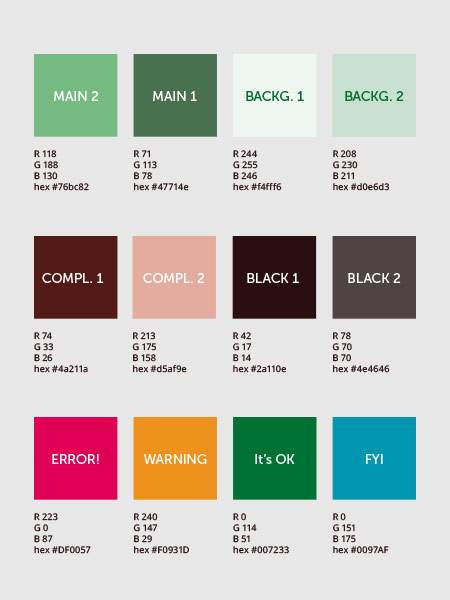 MAIN 2
R 118
G 188
B 130
hex #76bc82
MAIN 1
R 71
G 113
B 78
hex #47714e
BACKG. 1
R 244
G 255
B 246
hex #f4fff6
BACKG. 2
R 208
G 230
B 211
hex #d0e6d3
COMPL. 1
R 74
G 33
B 26
hex #4a211a
COMPL. 2
R 213
G 175
B 158
hex #d5af9e
BLACK 1
R 42
G 17
B 14
hex #2a110e
BLACK 2
R 78
G 70
B 70
hex #4e4646
ERROR!
R 223
G 0
B 87
hex #DF0057
WARNING
R 240
G 147
B 29
hex #F0931D
It's OK
R 0
G 114
B 51
hex #007233
FYI
R 0
G 151
B 175
hex #0097AF